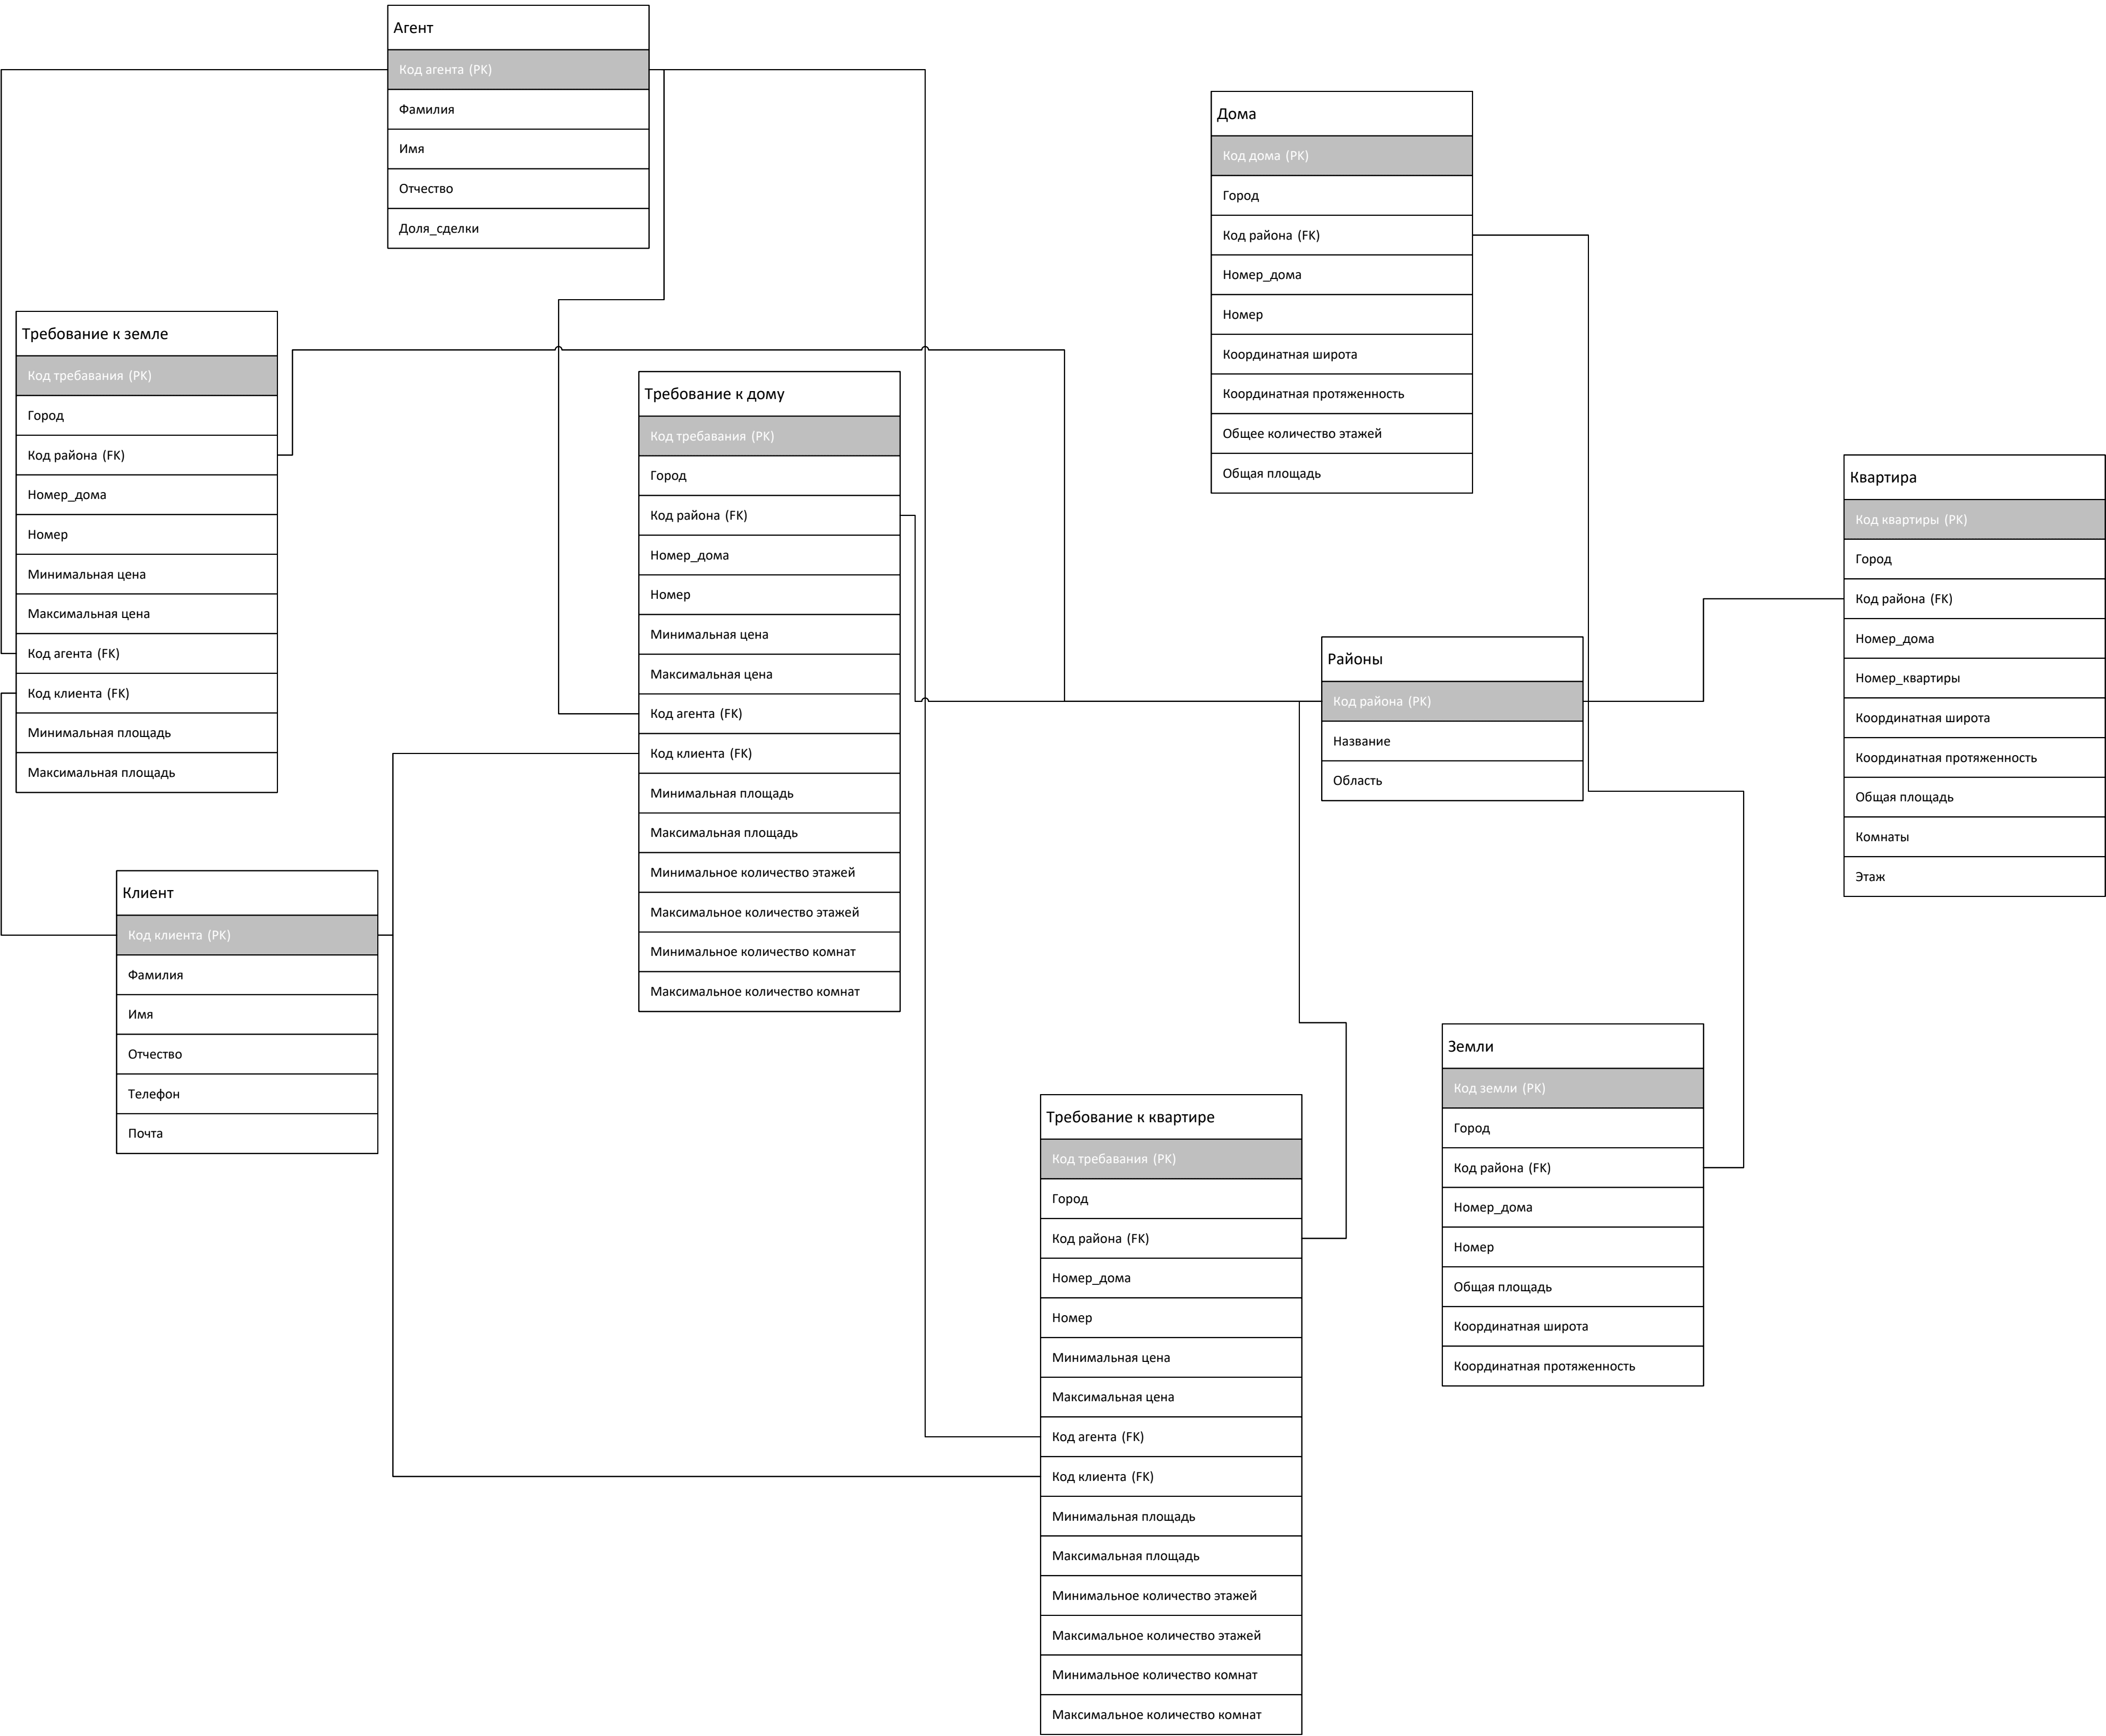 Агент
Код агента (PK)
Фамилия
Имя
Отчество
Доля_сделки
Дома
Код дома (PK)
Город
Код района (FK)
Номер_дома
Номер
Координатная широта
Координатная протяженность
Общее количество этажей
Общая площадь
Требование к земле
Код требавания (PK)
Город
Код района (FK)
Номер_дома
Номер
Минимальная цена
Максимальная цена
Код агента (FK)
Код клиента (FK)
Минимальная площадь
Максимальная площадь
Требование к дому
Код требавания (PK)
Город
Код района (FK)
Номер_дома
Номер
Минимальная цена
Максимальная цена
Код агента (FK)
Код клиента (FK)
Минимальная площадь
Максимальная площадь
Минимальное количество этажей
Максимальное количество этажей
Минимальное количество комнат
Максимальное количество комнат
Квартира
Код квартиры (PK)
Город
Код района (FK)
Номер_дома
Номер_квартиры
Координатная широта
Координатная протяженность
Общая площадь
Комнаты
Этаж
Районы
Код района (PK)
Название
Область
Клиент
Код клиента (PK)
Фамилия
Имя
Отчество
Телефон
Почта
Земли
Код земли (PK)
Город
Код района (FK)
Номер_дома
Номер
Общая площадь
Координатная широта
Координатная протяженность
Требование к квартире
Код требавания (PK)
Город
Код района (FK)
Номер_дома
Номер
Минимальная цена
Максимальная цена
Код агента (FK)
Код клиента (FK)
Минимальная площадь
Максимальная площадь
Минимальное количество этажей
Максимальное количество этажей
Минимальное количество комнат
Максимальное количество комнат